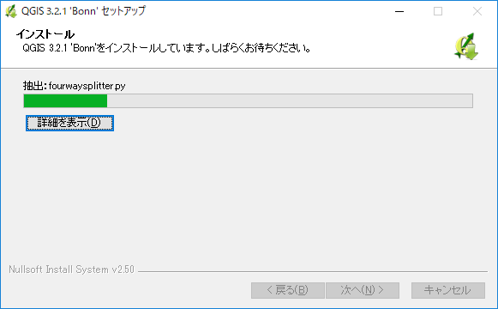 QGIS 3.2.1 'Bonn' セットアップ
インストール
QGIS 3.2.1 'Bonn'をインストールしています。しばらくお待ちください。
抽出: fourwaysplitter.py
詳細を表示(D)
Nullsoft Install System v2.50
< 戻る(B)
次へ(N) >
キャンセル